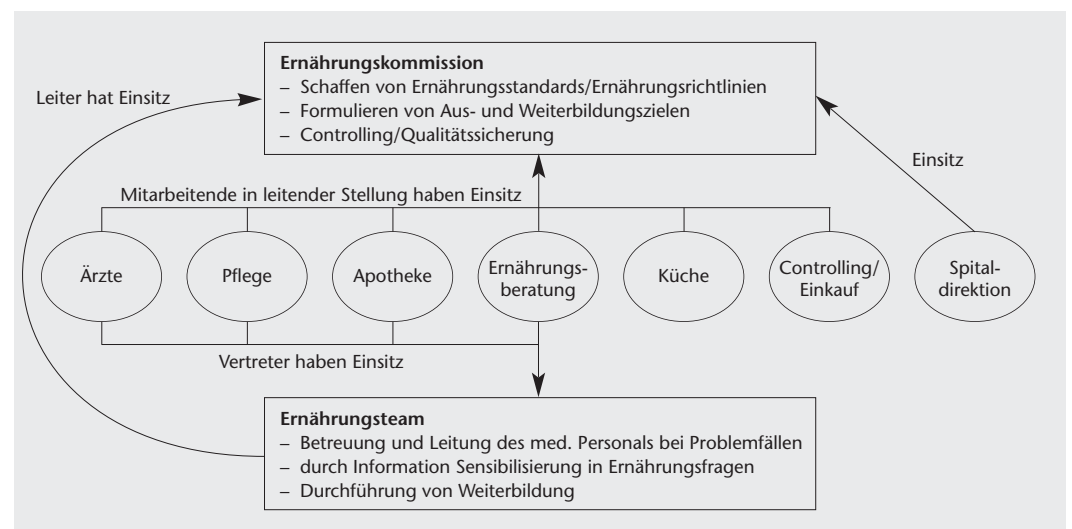 Ernährungskommission
– Schaffen von Ernährungsstandards/Ernährungsrichtlinien
– Formulieren von Aus- und Weiterbildungszielen
– Controlling/Qualitätssicherung
Leiter hat Einsitz
Einsitz
Mitarbeitende in leitender Stellung haben Einsitz
Ärzte
Pflege
Apotheke
Ernährungs-
beratung
Küche
Controlling/
Einkauf
Spital-
direktion
Vertreter haben Einsitz
Ernährungsteam
– Betreuung und Leitung des med. Personals bei Problemfällen
– durch Information Sensibilisierung in Ernährungsfragen
– Durchführung von Weiterbildung